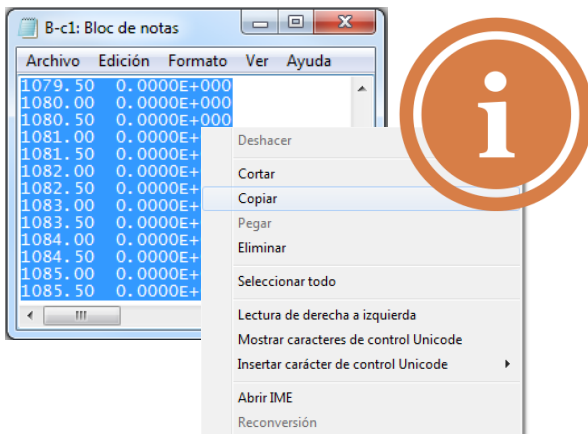 B-c1: Bloc de notas
Archivo Edición Formato Ver Ayuda
1079.50 0.0000E+000
1080.00 0.0000E+000
1080.50 0.0000E+000
1081.00 0.0000E+
1081.50 0.0000E+
1082.00 0.0000E+
1082.50 0.0000E+
1083.00 0.0000E+
1083.50 0.0000E+
1084.00 0.0000E+
1084.50 0.0000E+
1085.00 0.0000E+
1085.50 0.0000E+
Deshacer
Cortar
Copiar
Pegar
Eliminar
Seleccionar todo
Lectura de derecha a izquierda
Mostrar caracteres de control Unicode
Insertar carácter de control Unicode
Abrir IME
Reconversión
i